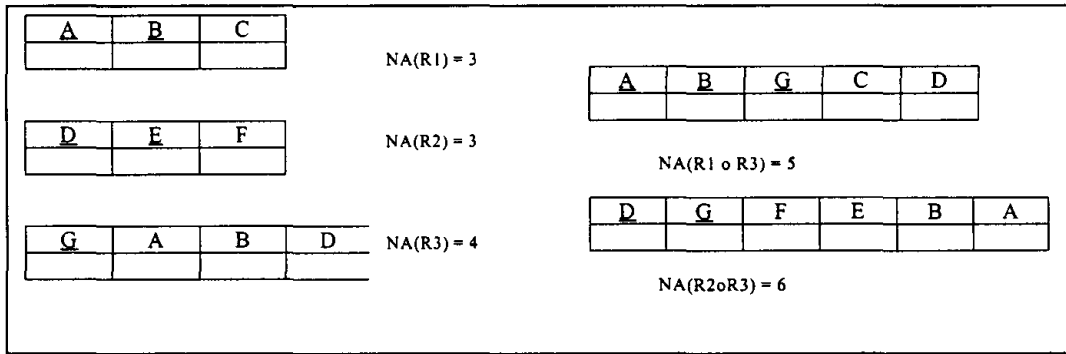 A B C
NA(R1) = 3
D E F
NA(R2) = 3
G A B D
NA(R3) = 4
A B G C D
NA(R1 o R3) = 5
D G F E B A
NA(R2oR3) = 6